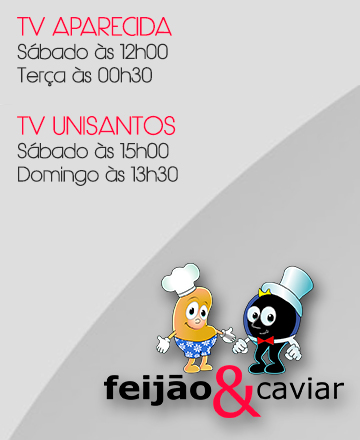 TV APARECIDA
Sábado às 12h00
Terça às 00h30
TV UNISANTOS
Sábado às 15h00
Domingo às 13h30
feijão&caviar